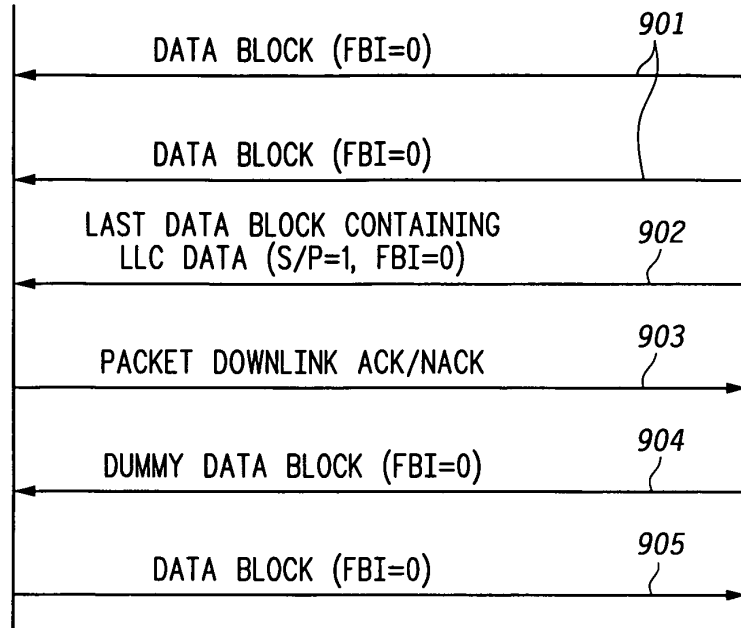 901
DATA BLOCK (FBI=0)
DATA BLOCK (FBI=0)
LAST DATA BLOCK CONTAINING
LLC DATA (S/P=1, FBI=0)
902
PACKET DOWNLINK ACK/NACK
903
DUMMY DATA BLOCK (FBI=0)
904
DATA BLOCK (FBI=0)
905